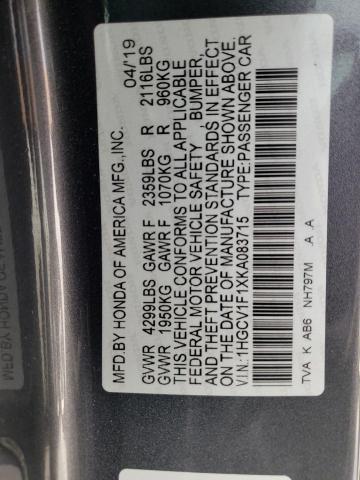 MFD.BY HONDA OF AMERICA MFG.,INC. 04/19
GVWR 4299LBS GAWR F 2359LBS R 2116LBS
GVWR 1960KG GAWR F 1070KG R 960KG
THIS VEHICLE CONFORMS TO ALL APPLICABLE
FEDERAL MOTOR VEHICLE SAFETY BUMPER,
AND THEFT PREVENTION STANDARDS IN EFFECT
ON THE DATE OF MANUFACTURE SHOWN ABOVE.
VIN:1HGCV1F1XKA083715 TYPE:PASSENGER CAR
TVA K AB6 NH797M A A